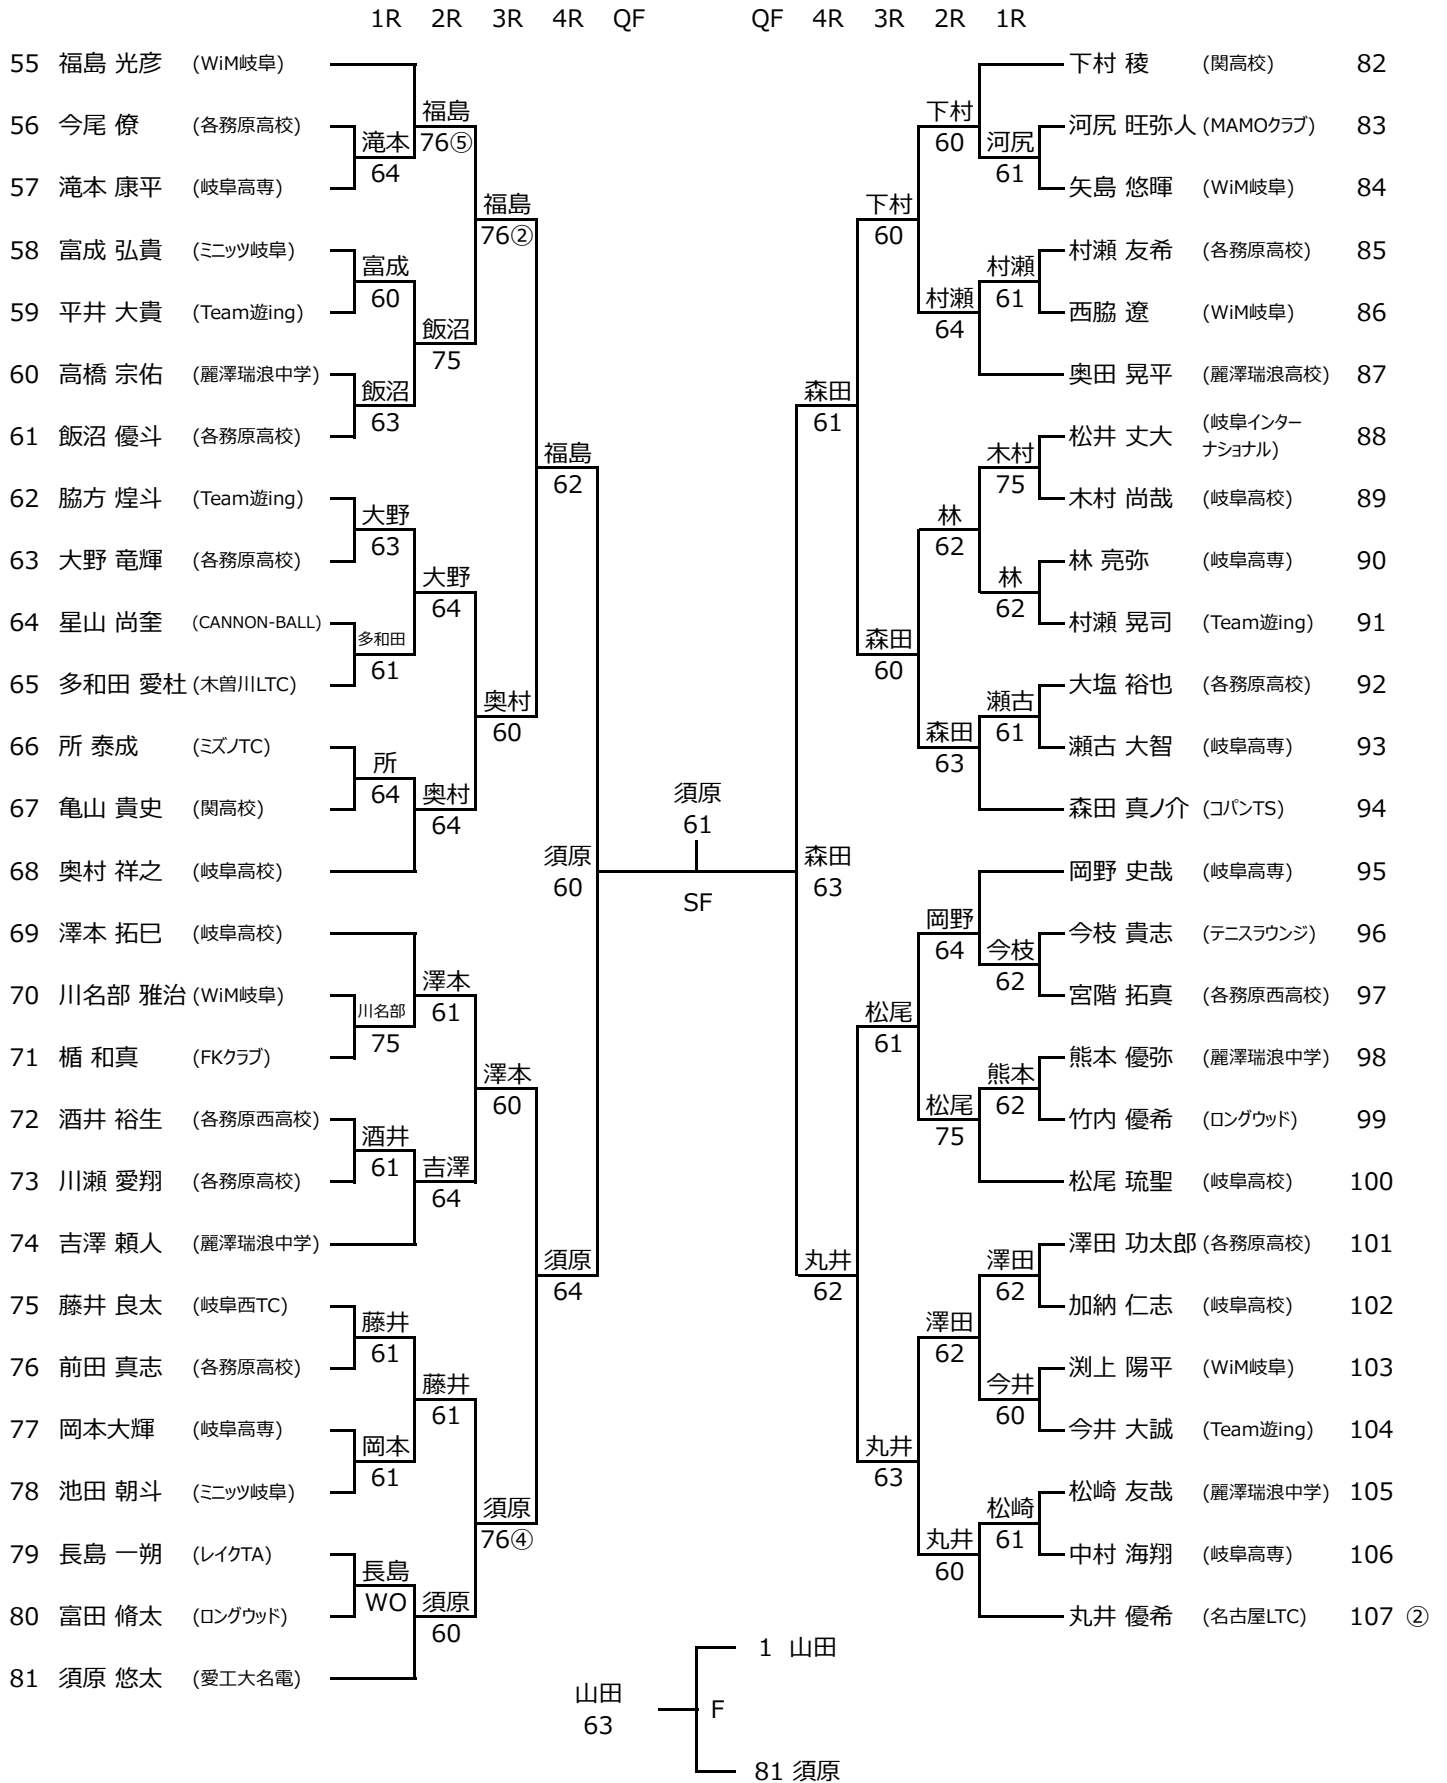 1R 2R 3R 4R QF QF 4R 3R 2R 1R
55 福島 光彦 (WiM岐阜)
56 今尾 僚 (各務原高校)
57 滝本 康平 (岐阜高専)
58 富成 弘貴 (ミニッツ岐阜)
59 平井 大貴 (Team遊ing)
60 高橋 宗佑 (麗澤瑞浪中学)
61 飯沼 優斗 (各務原高校)
62 脇方 煌斗 (Team遊ing)
63 大野 竜輝 (各務原高校)
64 星山 尚奎 (CANNON-BALL)
65 多和田 愛杜 (木曽川LTC)
66 所 泰成 (ミズノTC)
67 亀山 貴史 (関高校)
68 奥村 祥之 (岐阜高校)
69 澤本 拓巳 (岐阜高校)
70 川名部 雅治 (WiM岐阜)
71 楯 和真 (FKクラブ)
72 酒井 裕生 (各務原西高校)
73 川瀬 愛翔 (各務原高校)
74 吉澤 頼人 (麗澤瑞浪中学)
75 藤井 良太 (岐阜西TC)
76 前田 真志 (各務原高校)
77 岡本大輝 (岐阜高専)
78 池田 朝斗 (ミニッツ岐阜)
79 長島 一朔 (レイクTA)
80 富田 脩太 (ロングウッド)
81 須原 悠太 (愛工大名電)
滝本
64
富成
60
飯沼
63
大野
63
多和田
61
所
64
川名部
75
酒井
61
藤井
61
岡本
61
長島
WO
福島
76⑤
飯沼
75
大野
64
奥村
64
澤本
61
吉澤
64
藤井
61
須原
60
福島
76②
奥村
60
澤本
60
須原
76④
福島
62
須原
64
須原
60
須原
61
SF
森田
63
森田
61
丸井
62
下村
60
森田
60
松尾
61
丸井
63
下村
60
村瀬
64
林
62
森田
63
岡野
64
松尾
75
澤田
62
丸井
60
河尻
61
村瀬
61
木村
75
林
62
瀬古
61
今枝
62
熊本
62
澤田
62
今井
60
松崎
61
下村 稜 (関高校) 82
河尻 旺弥人 (MAMOクラブ) 83
矢島 悠暉 (WiM岐阜) 84
村瀬 友希 (各務原高校) 85
西脇 遼 (WiM岐阜) 86
奥田 晃平 (麗澤瑞浪高校) 87
松井 丈大 (岐阜インター
ナショナル) 88
木村 尚哉 (岐阜高校) 89
林 亮弥 (岐阜高専) 90
村瀬 晃司 (Team遊ing) 91
大塩 裕也 (各務原高校) 92
瀬古 大智 (岐阜高専) 93
森田 真ノ介 (コパンTS) 94
岡野 史哉 (岐阜高専) 95
今枝 貴志 (テニスラウンジ) 96
宮階 拓真 (各務原西高校) 97
熊本 優弥 (麗澤瑞浪中学) 98
竹内 優希 (ロングウッド) 99
松尾 琉聖 (岐阜高校) 100
澤田 功太郎 (各務原高校) 101
加納 仁志 (岐阜高校) 102
渕上 陽平 (WiM岐阜) 103
今井 大誠 (Team遊ing) 104
松崎 友哉 (麗澤瑞浪中学) 105
中村 海翔 (岐阜高専) 106
丸井 優希 (名古屋LTC) 107 ②
1 山田
山田
63
F
81 須原